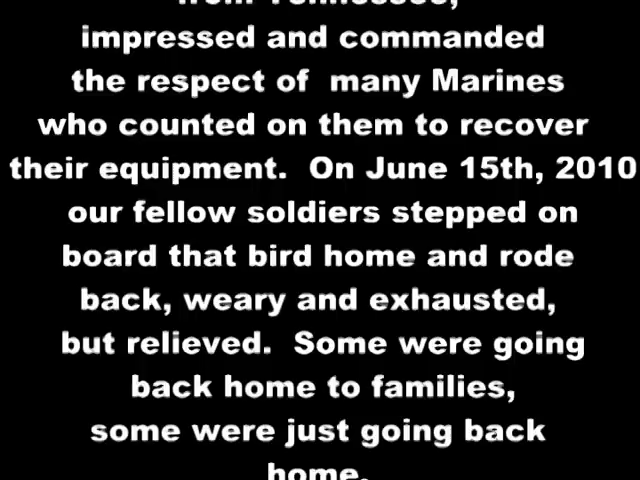 from Tennessee,
impressed and commanded
the respect of  many Marines
who counted on them to recover
their equipment.  On June 15th, 2010
our fellow soldiers stepped on
board that bird home and rode
back, weary and exhausted,
but relieved.  Some were going
back home to families,
some were just going back
home.